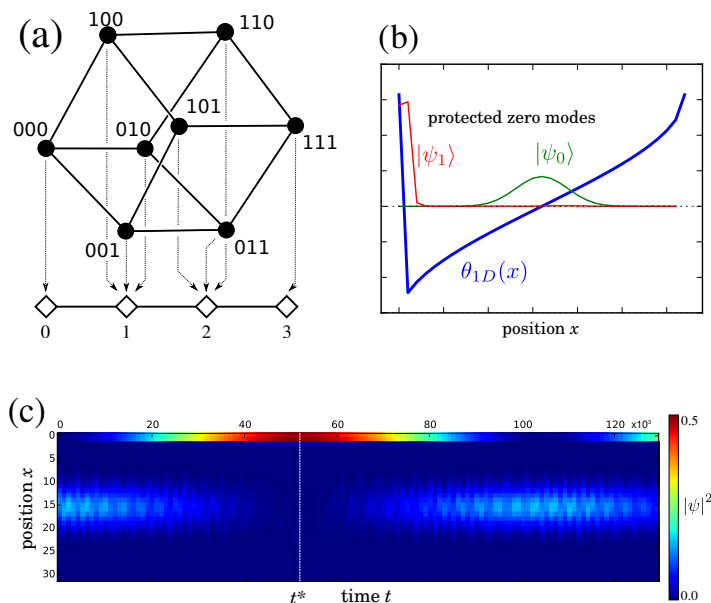 (a)
100
110
101
000
010
111
001
011
0
1
2
3
(b)
protected zero modes
|ψ₁⟩
|ψ₀⟩
θ₁D(x)
position x
(c)
0 20 40 60 80 100 120 x10³
0
5
10
15
20
25
30
position x
t* time t
0.5
|ψ|²
0.0